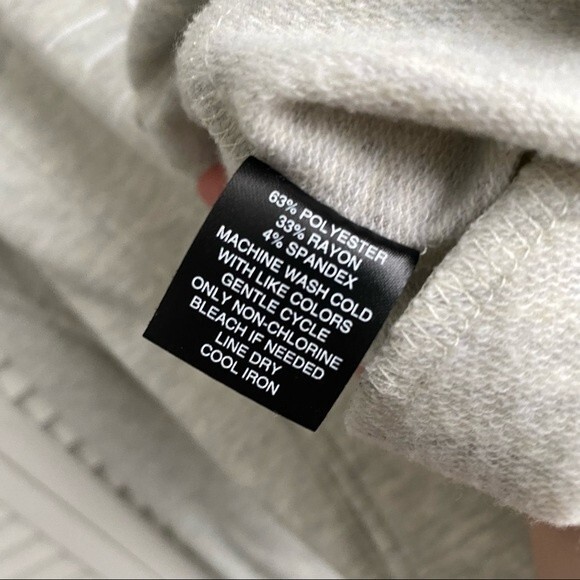 63% POLYESTER
33% RAYON
4% SPANDEX
MACHINE WASH COLD
WITH LIKE COLORS
GENTLE CYCLE
ONLY NON-CHLORINE
BLEACH IF NEEDED
LINE DRY
COOL IRON